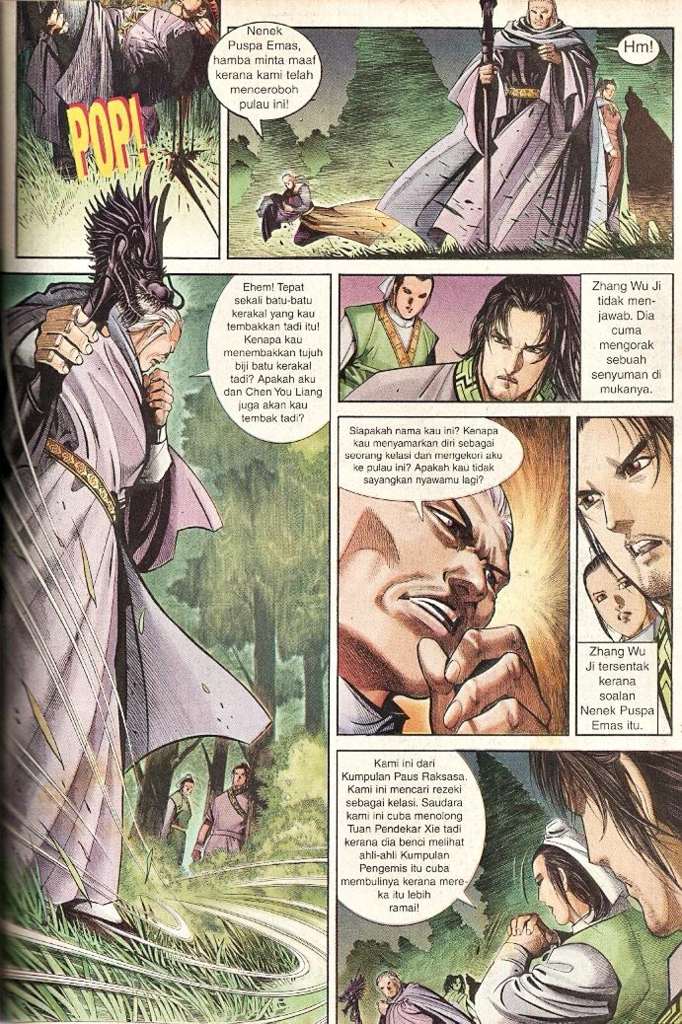 POP!
Nenek
Puspa Emas,
hamba minta maaf
kerana kami telah
menceroboh
pulau ini!
Hm!
Ehem! Tepat
sekali batu-batu
kerakal yang kau
tembakkan tadi itu!
Kenapa kau
menembakkan tujuh
biji batu kerakal
tadi? Apakah aku
dan Chen You Liang
juga akan kau
tembak tadi?
Zhang Wu Ji
tidak men-
jawab. Dia
cuma
mengorak
sebuah
senyuman di
mukanya.
Siapakah nama kau ini? Kenapa
kau menyamarkan diri sebagai
seorang kelasi dan mengekori aku
ke pulau ini? Apakah kau tidak
sayangkan nyawamu lagi?
Zhang Wu
Ji tersentak
kerana
soalan
Nenek Puspa
Emas itu.
Kami ini dari
Kumpulan Paus Raksasa.
Kami ini mencari rezeki
sebagai kelasi. Saudara
kami ini cuba menolong
Tuan Pendekar Xie tadi
kerana dia benci melihat
ahli-ahli Kumpulan
Pengemis itu cuba
membulinya kerana mere-
ka itu lebih
ramai!